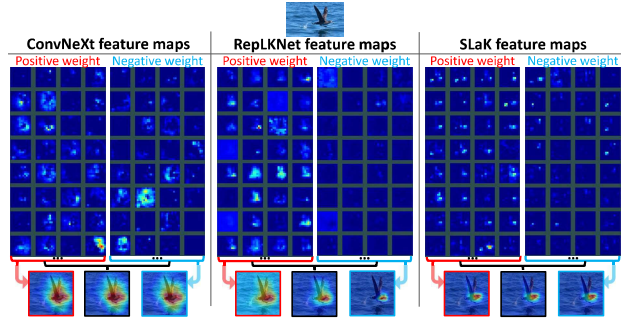 ConvNeXt feature maps
RepLKNet feature maps
SLaK feature maps
Positive weight Negative weight
Positive weight Negative weight
Positive weight Negative weight
... ...
... ...
... ...